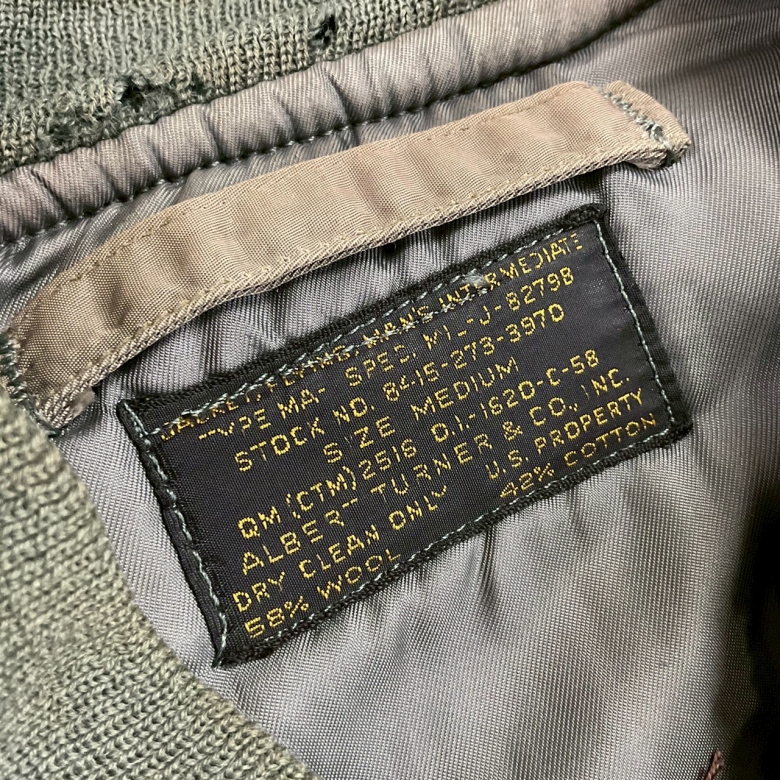 JACKET, FLYING, MAN'S INTERMEDIATE
TYPE MA- SPEC. MIL-J-8279B
STOCK NO. 8415-273-3970
SIZE MEDIUM
QM (CTM) 2516 O.I.-1620-C-58
ALBERT TURNER & CO., INC.
DRY CLEAN ONLY U.S. PROPERTY
58% WOOL 42% COTTON